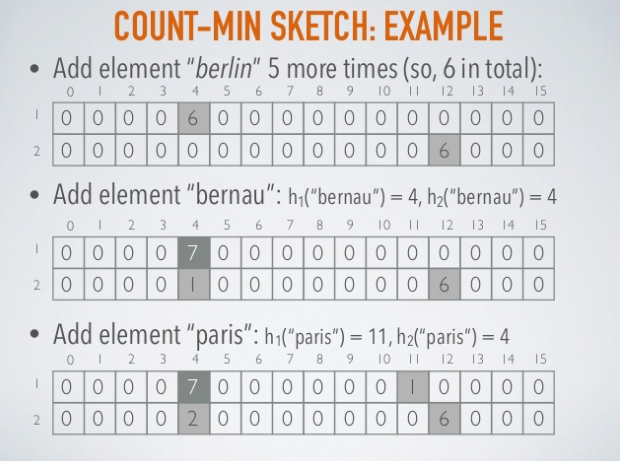 COUNT-MIN SKETCH: EXAMPLE
• Add element "berlin" 5 more times (so, 6 in total):
0 1 2 3 4 5 6 7 8 9 10 11 12 13 14 15
1 0 0 0 0 6 0 0 0 0 0 0 0 0 0 0 0
2 0 0 0 0 0 0 0 0 0 0 0 0 6 0 0 0
• Add element "bernau": h₁("bernau") = 4, h₂("bernau") = 4
0 1 2 3 4 5 6 7 8 9 10 11 12 13 14 15
1 0 0 0 0 7 0 0 0 0 0 0 0 0 0 0 0
2 0 0 0 0 1 0 0 0 0 0 0 0 6 0 0 0
• Add element "paris": h₁("paris") = 11, h₂("paris") = 4
0 1 2 3 4 5 6 7 8 9 10 11 12 13 14 15
1 0 0 0 0 7 0 0 0 0 0 0 1 0 0 0 0
2 0 0 0 0 2 0 0 0 0 0 0 0 6 0 0 0